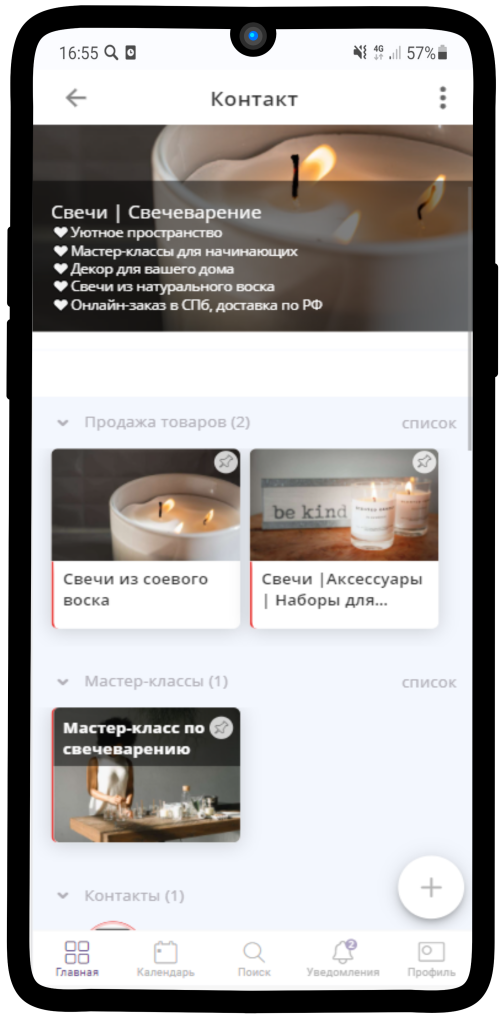 16:55
4G
57%
Контакт
Свечи | Свечеварение
❤ Уютное пространство
❤ Мастер-классы для начинающих
❤ Декор для вашего дома
❤ Свечи из натурального воска
❤ Онлайн-заказ в СПб, доставка по РФ
Продажа товаров (2)
список
be kind
Свечи из соевого
воска
Свечи |Аксессуары
| Наборы для...
Мастер-классы (1)
список
Мастер-класс по
свечеварению
Контакты (1)
2
Главная
Календарь
Поиск
Уведомления
Профиль